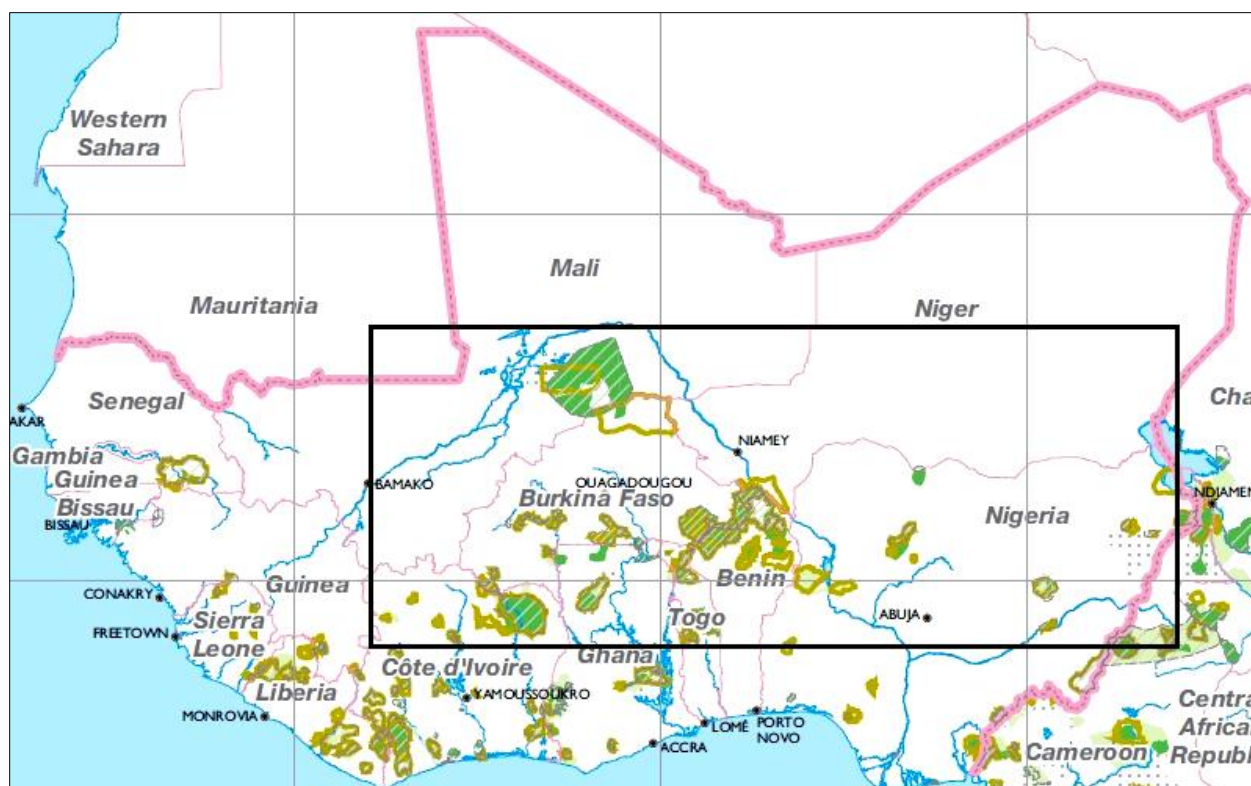 Western
Sahara
Mali
Mauritania
Niger
Senegal
Cha
AKAR
Gambia
Guinea
Bissau
BISSAU
BAMAKO
NIAMEY
OUAGADOUGOU
Burkina Faso
Nigeria
NDJAMEN
Guinea
Benin
CONAKRY
FREETOWN
Sierra
Leone
Togo
ABUJA
Ghana
Côte d'Ivoire
Liberia
YAMOUSSOUKRO
MONROVIA
LOMÉ
PORTO
NOVO
ACCRA
Centra
African
Republ
Cameroon